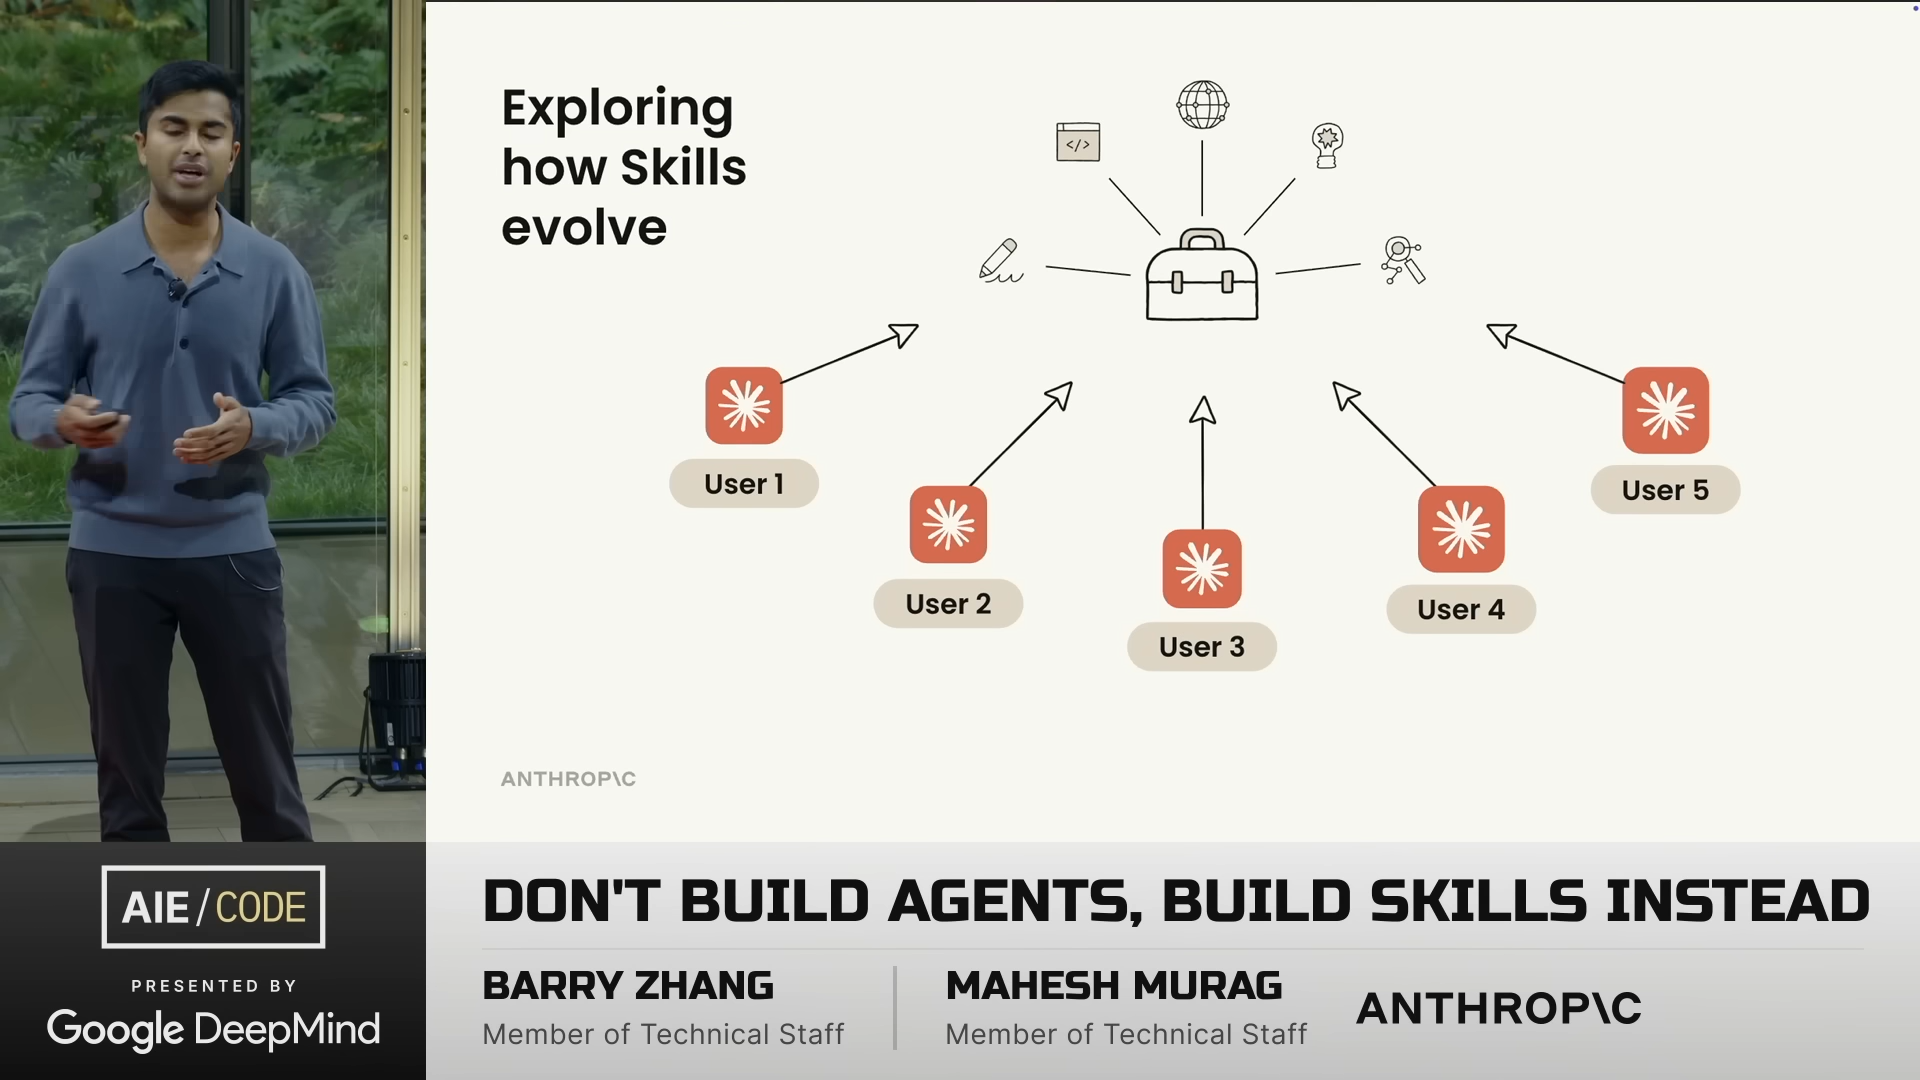 Exploring
how Skills
evolve
</>
User 1
User 2
User 3
User 4
User 5
ANTHROP\C
AIE/CODE
PRESENTED BY
Google DeepMind
DON'T BUILD AGENTS, BUILD SKILLS INSTEAD
BARRY ZHANG
Member of Technical Staff
MAHESH MURAG
Member of Technical Staff
ANTHROP\C